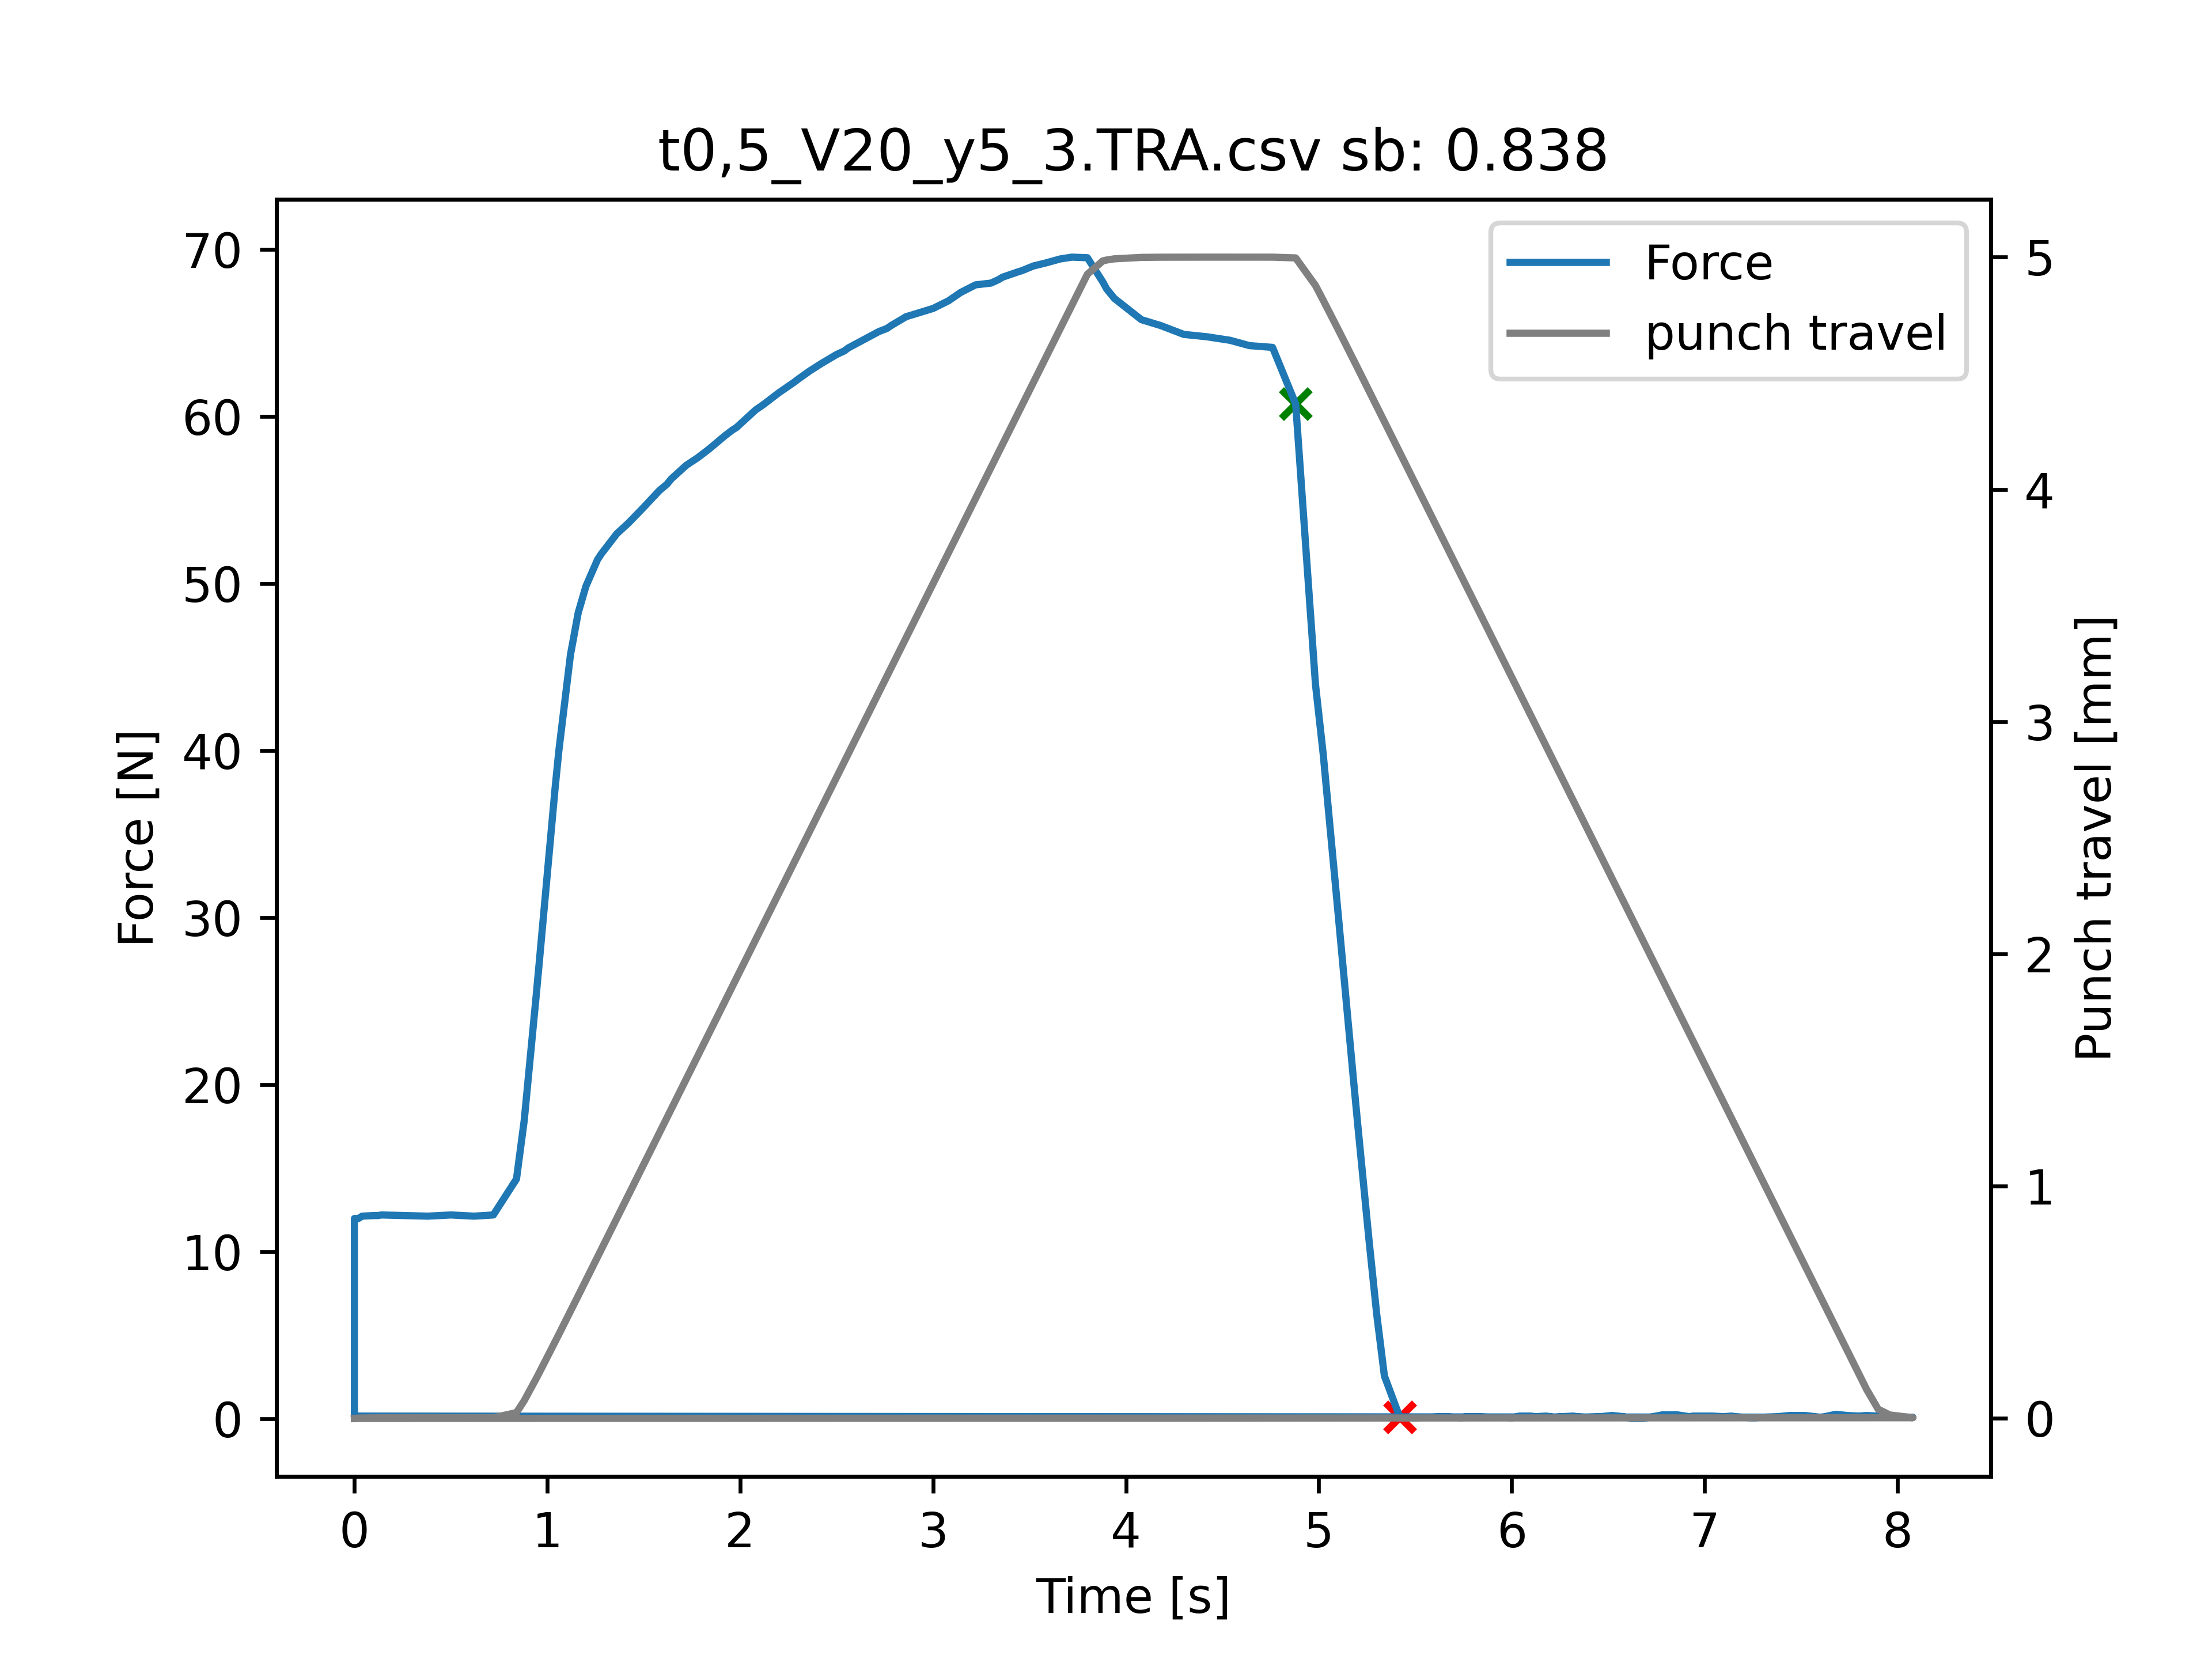 t0,5_V20_y5_3.TRA.csv sb: 0.838
Force
punch travel
70
60
50
40
30
20
10
0
Force [N]
5
4
3
2
1
0
Punch travel [mm]
0 1 2 3 4 5 6 7 8
Time [s]